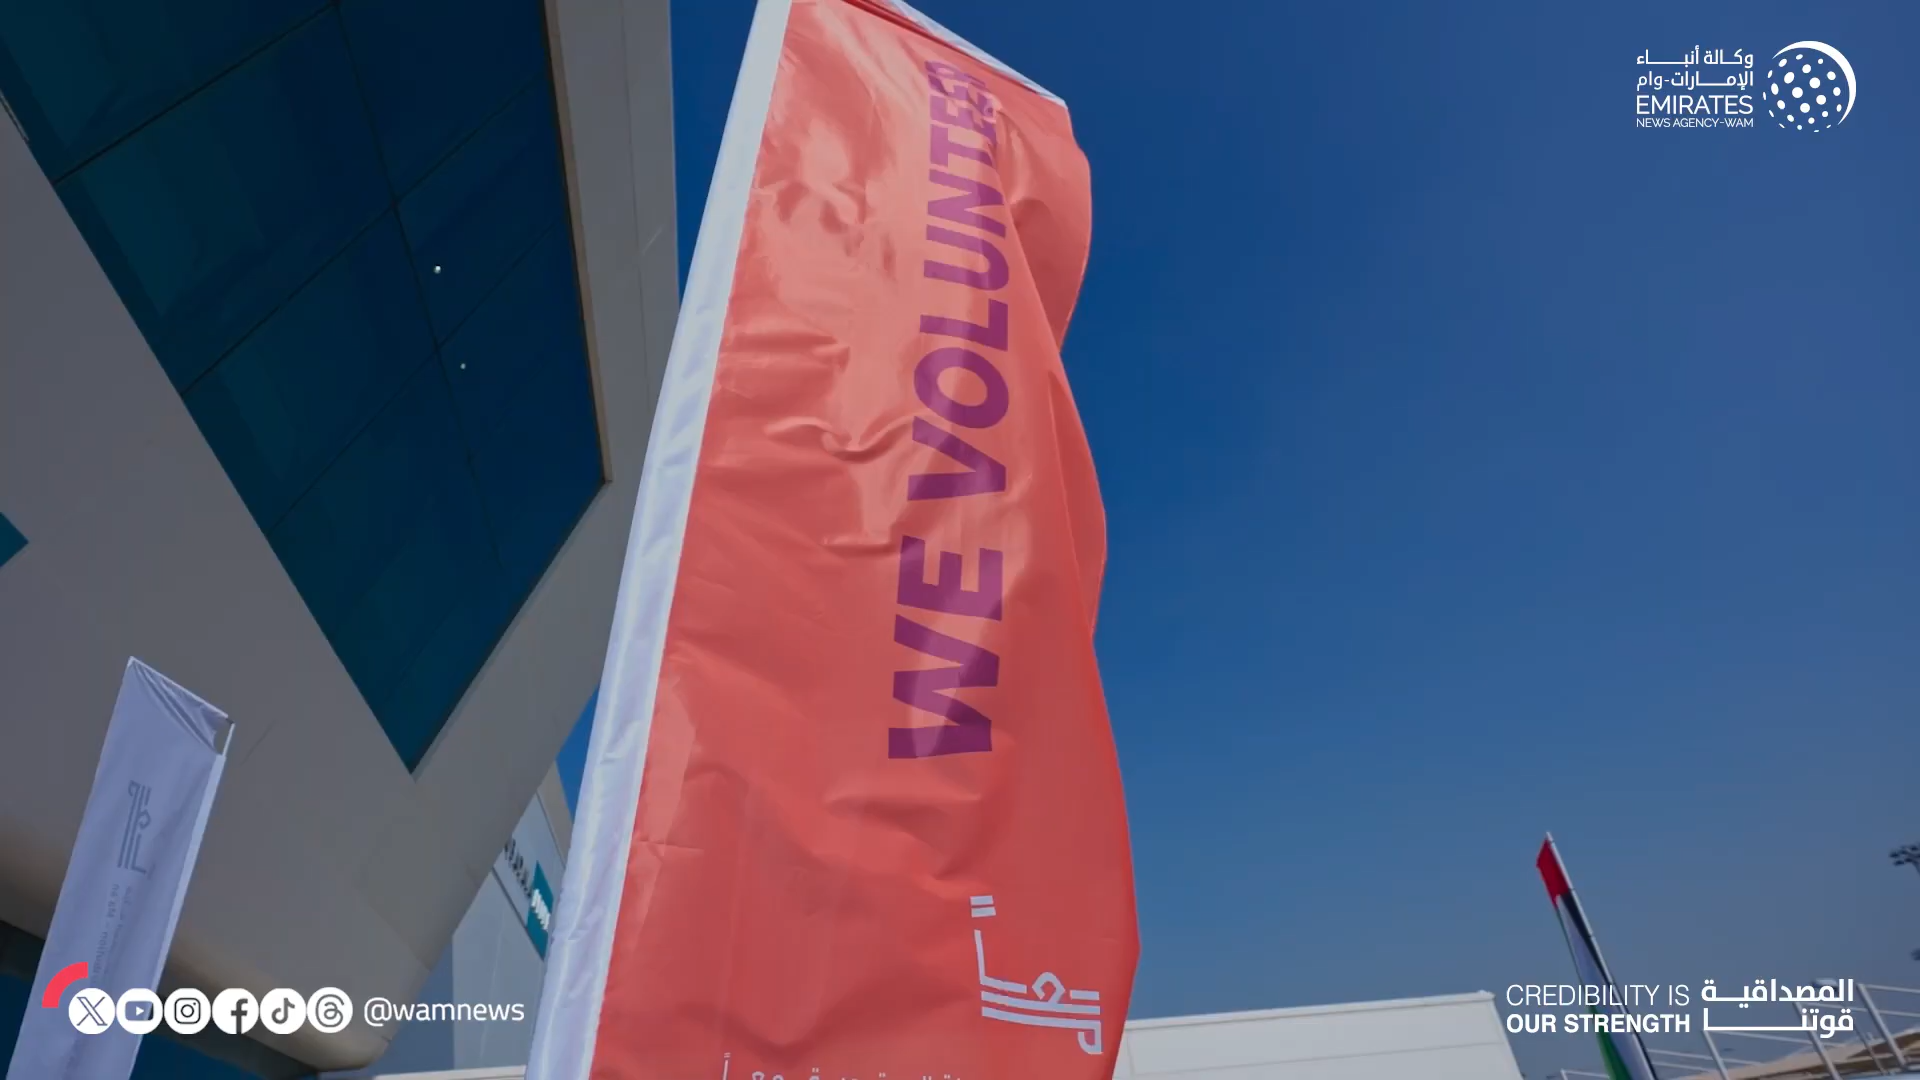 وكالة أنباء
الإمارات-وام
EMIRATES
NEWS AGENCY-WAM
WE VOLUNTEER
@wamnews
CREDIBILITY IS
OUR STRENGTH
المصداقية
قوتنا